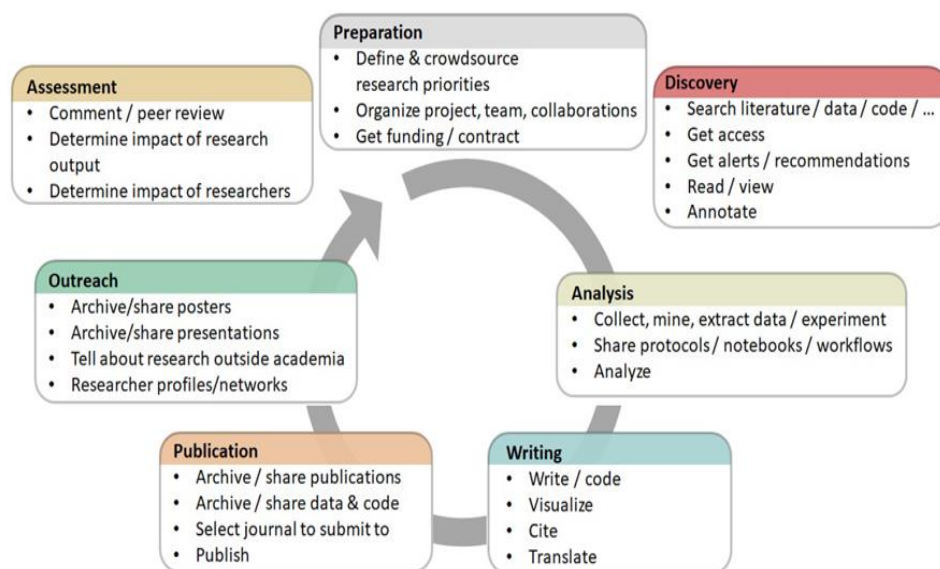 Preparation
• Define & crowdsource
research priorities
• Organize project, team, collaborations
• Get funding / contract
Discovery
• Search literature / data / code / ...
• Get access
• Get alerts / recommendations
• Read / view
• Annotate
Analysis
• Collect, mine, extract data / experiment
• Share protocols / notebooks / workflows
• Analyze
Writing
• Write / code
• Visualize
• Cite
• Translate
Publication
• Archive / share publications
• Archive / share data & code
• Select journal to submit to
• Publish
Outreach
• Archive/share posters
• Archive/share presentations
• Tell about research outside academia
• Researcher profiles/networks
Assessment
• Comment / peer review
• Determine impact of research
output
• Determine impact of researchers